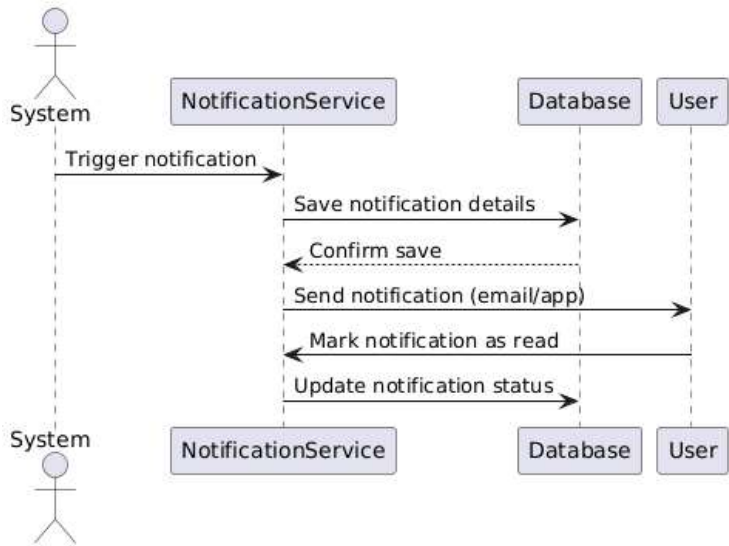 System
NotificationService
Database
User
Trigger notification
Save notification details
Confirm save
Send notification (email/app)
Mark notification as read
Update notification status
System
NotificationService
Database
User